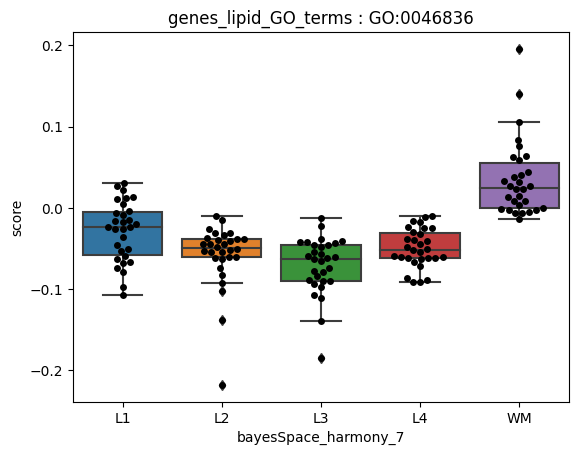 genes_lipid_GO_terms : GO:0046836
0.2
0.1
0.0
−0.1
−0.2
score
L1 L2 L3 L4 WM
bayesSpace_harmony_7